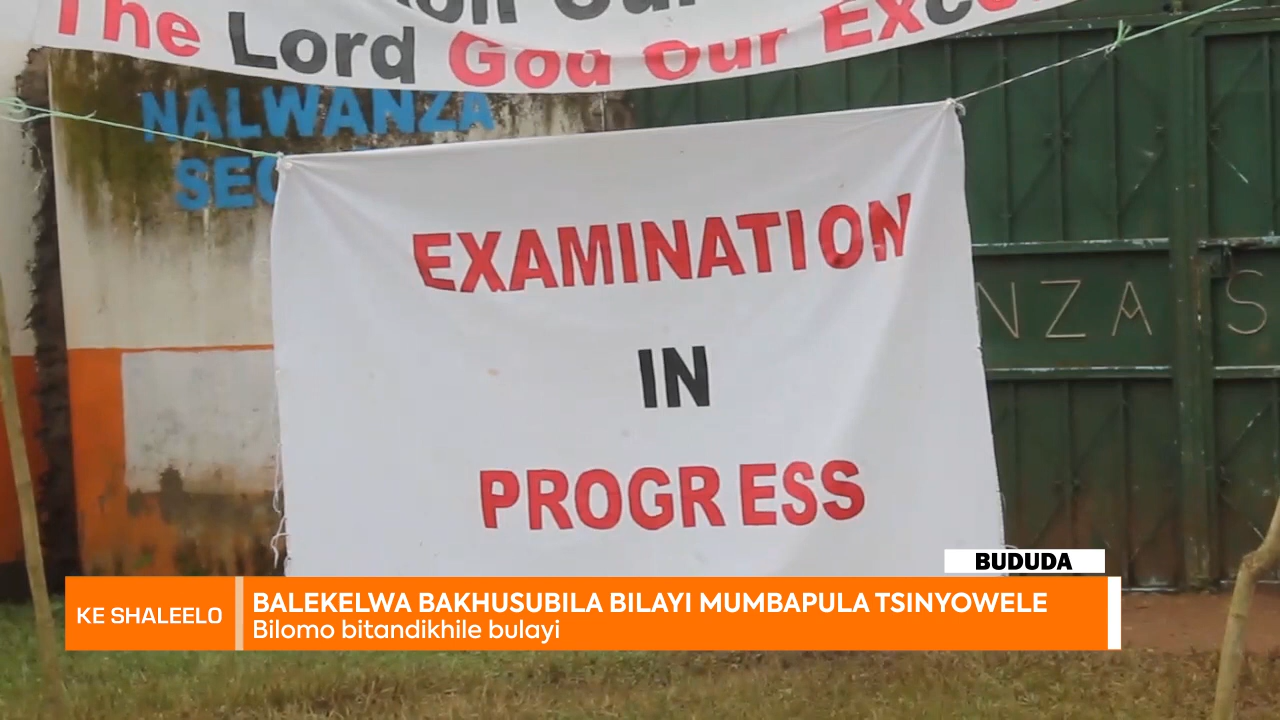 The Lord God Our
NALWANZA
EXAMINATION
IN
PROGRESS
NZA S
BUDUDA
KE SHALEELO
BALEKELWA BAKHUSUBILA BILAYI MUMBAPULA TSINYOWELE
Bilomo bitandikhile bulayi